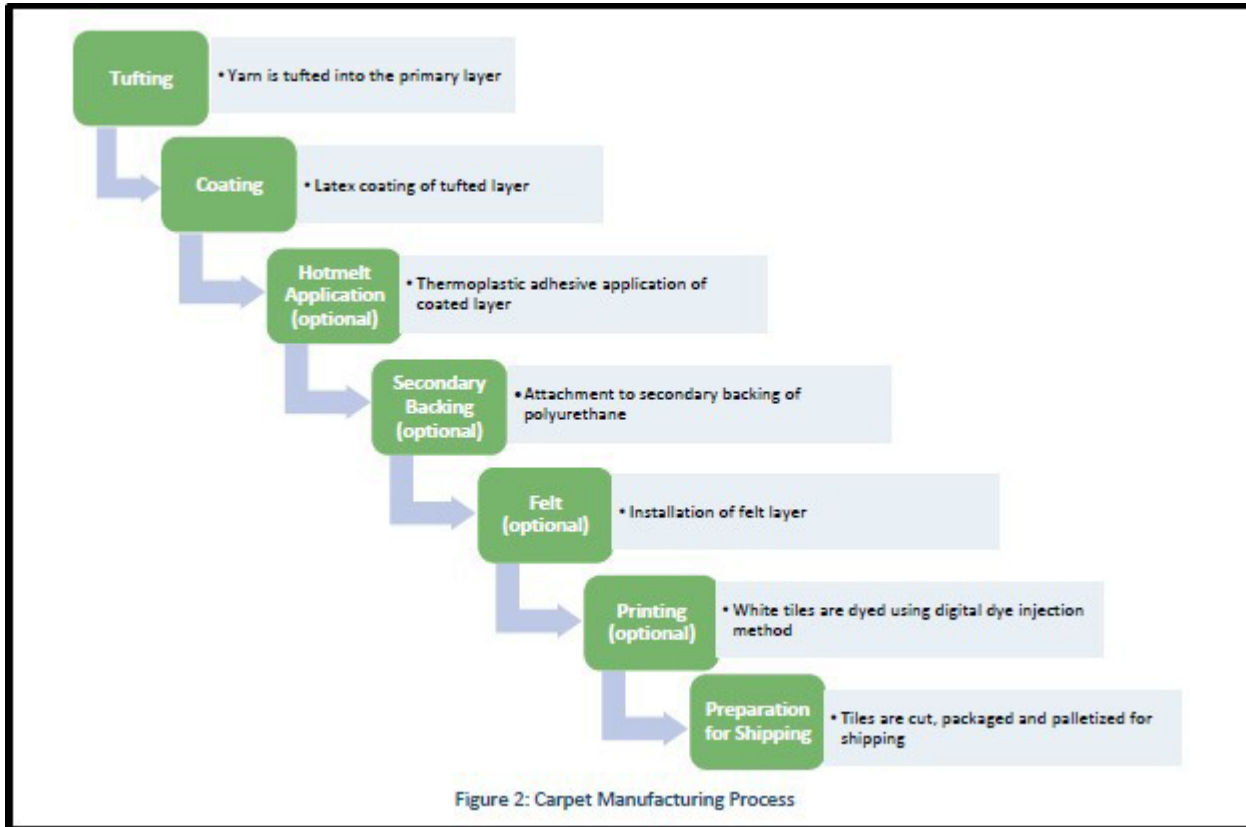 Tufting
• Yarn is tufted into the primary layer
Coating
• Latex coating of tufted layer
Hotmelt
Application
(optional)
• Thermoplastic adhesive application of
coated layer
Secondary
Backing
(optional)
• Attachment to secondary backing of
polyurethane
Felt
(optional)
• Installation of felt layer
Printing
(optional)
• White tiles are dyed using digital dye injection
method
Preparation
for Shipping
• Tiles are cut, packaged and palletized for
shipping
Figure 2: Carpet Manufacturing Process